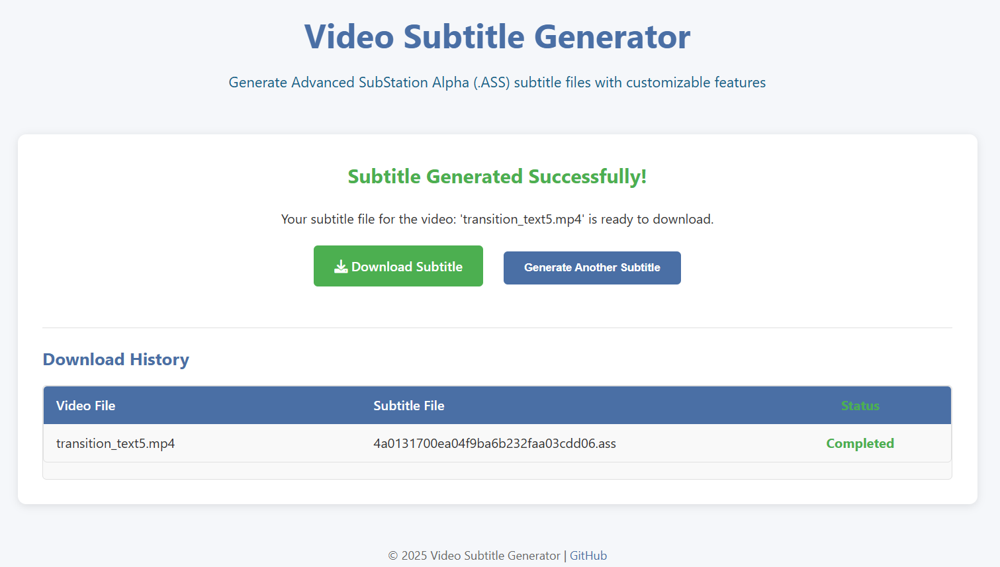 Video Subtitle Generator
Generate Advanced SubStation Alpha (.ASS) subtitle files with customizable features
Subtitle Generated Successfully!
Your subtitle file for the video: 'transition_text5.mp4' is ready to download.
Download Subtitle
Generate Another Subtitle
Download History
Video File Subtitle File Status
transition_text5.mp4 4a0131700ea04f9ba6b232faa03cdd06.ass Completed
© 2025 Video Subtitle Generator | GitHub